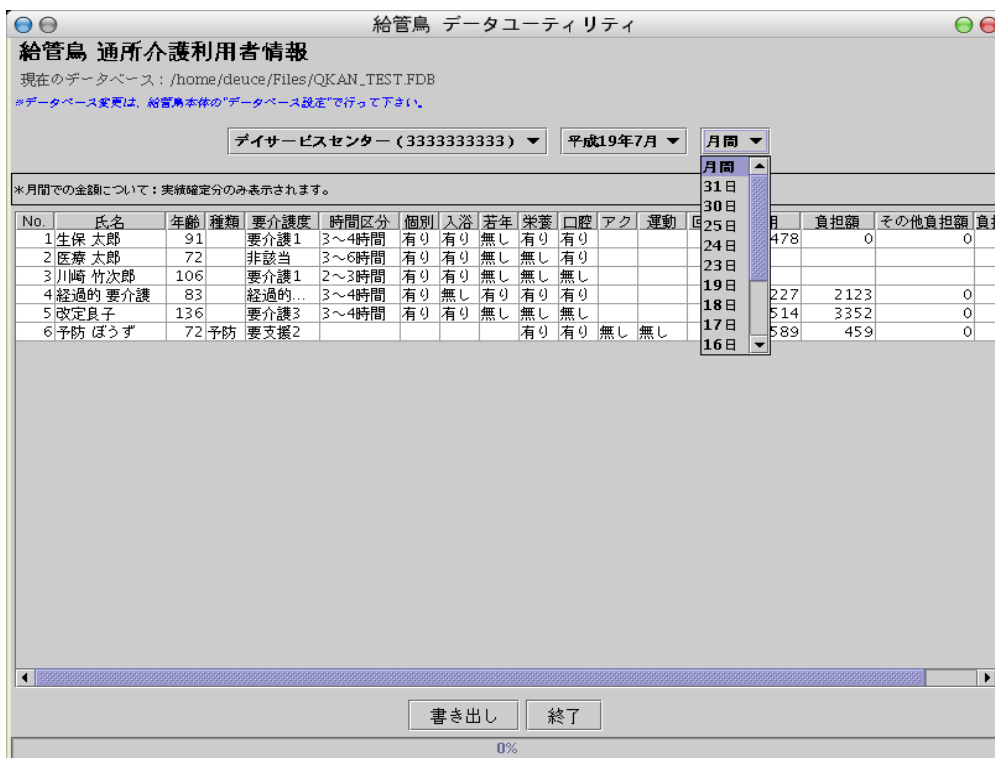 給管鳥 データユーティリティ
給管鳥 通所介護利用者情報
現在のデータベース：/home/deuce/Files/QKAN_TEST.FDB
※データベース変更は、給管鳥本体の"データベース設定"で行って下さい。
デイサービスセンター (3333333333) 平成19年7月 月間
月間
31日
30日
25日
24日
23日
19日
18日
17日
16日
＊月間での金額について：実績確定分のみ表示されます。
No. 氏名 年齢 種類 要介護度 時間区分 個別 入浴 若年 栄養 口腔 アク 運動 用 負担額 その他負担額
1 生保 太郎 91 要介護1 3～4時間 有り 有り 無し 有り 有り 478 0 0
2 医療 太郎 72 非該当 3～6時間 有り 有り 無し 無し 有り
3 川崎 竹次郎 106 要介護1 2～3時間 有り 有り 無し 無し 無し
4 経過的 要介護 83 経過的... 3～4時間 有り 無し 有り 有り 有り 227 2123 0
5 改定良子 136 要介護3 3～4時間 有り 有り 無し 無し 無し 514 3352 0
6 予防 ぼうず 72 予防 要支援2 有り 有り 無し 無し 589 459 0
書き出し 終了
0%